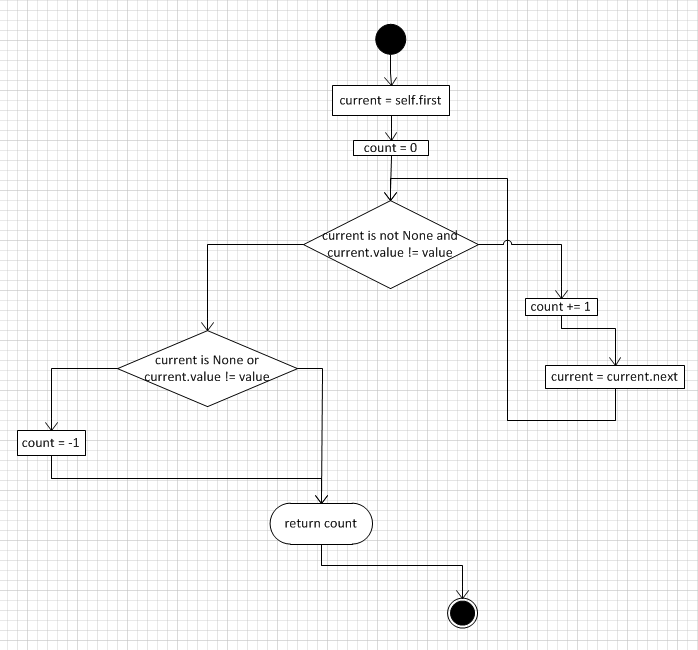 current = self.first
count = 0
current is not None and
current.value != value
count += 1
current is None or
current.value != value
current = current.next
count = -1
return count